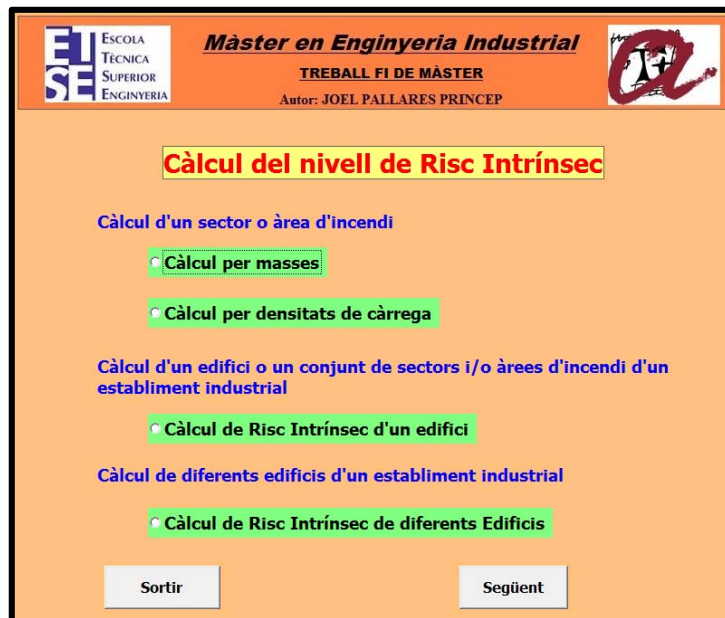 ETSE
ESCOLA
TÈCNICA
SUPERIOR
ENGINYERIA
Màster en Enginyeria Industrial
TREBALL FI DE MÀSTER
Autor: JOEL PALLARES PRINCEP
Càlcul del nivell de Risc Intrínsec
Càlcul d'un sector o àrea d'incendi
Càlcul per masses
Càlcul per densitats de càrrega
Càlcul d'un edifici o un conjunt de sectors i/o àrees d'incendi d'un
establiment industrial
Càlcul de Risc Intrínsec d'un edifici
Càlcul de diferents edificis d'un establiment industrial
Càlcul de Risc Intrínsec de diferents Edificis
Sortir
Següent